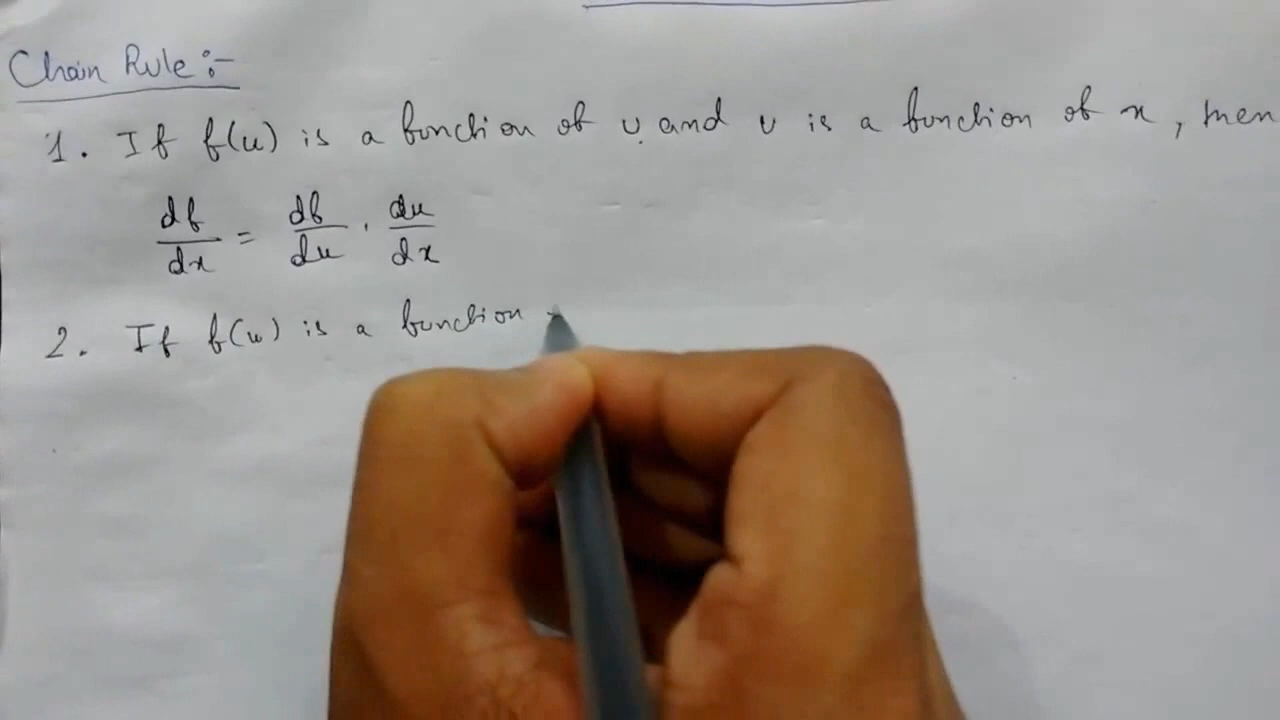 Chain Rule :-
1. If f(u) is a function of u and u is a function of x, then
df/dx = df/du . du/dx
2. If f(u) is a function